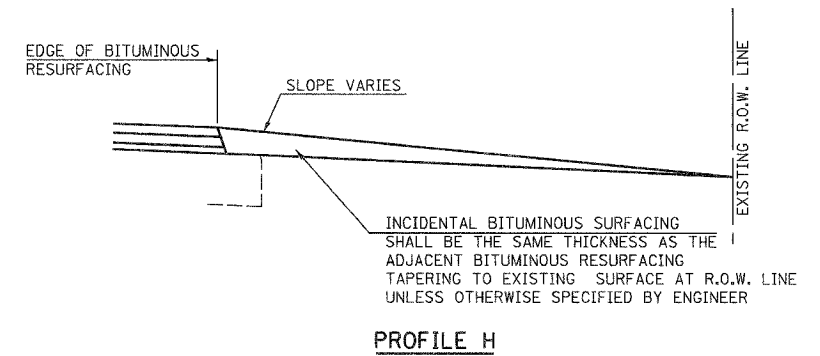 EDGE OF BITUMINOUS
RESURFACING
SLOPE VARIES
EXISTING R.O.W. LINE
INCIDENTAL BITUMINOUS SURFACING
SHALL BE THE SAME THICKNESS AS THE
ADJACENT BITUMINOUS RESURFACING
TAPERING TO EXISTING SURFACE AT R.O.W. LINE
UNLESS OTHERWISE SPECIFIED BY ENGINEER
PROFILE H